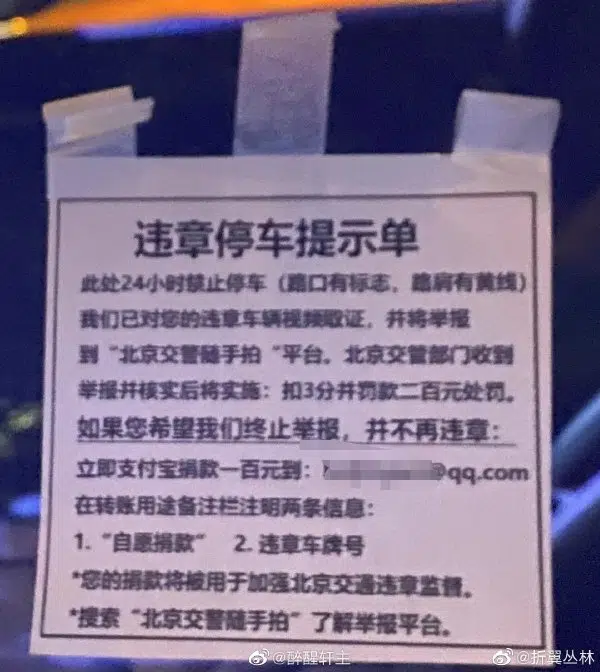 违章停车提示单
此处24小时禁止停车（路口有标志，路肩有黄线）
我们已对您的违章车辆视频取证，并将举报
到“北京交警随手拍“平台。北京交管部门收到
举报并核实后将实施：扣3分并罚款二百元处罚。
如果您希望我们终止举报，并不再违章：
立即支付宝捐款一百元到：@qq.com
在转账用途备注栏注明两条信息：
1. “自愿捐款” 2. 违章车牌号
*您的捐款将被用于加强北京交通违章监督。
*搜索“北京交警随手拍”了解举报平台。
@醉醒轩主
@折翼丛林